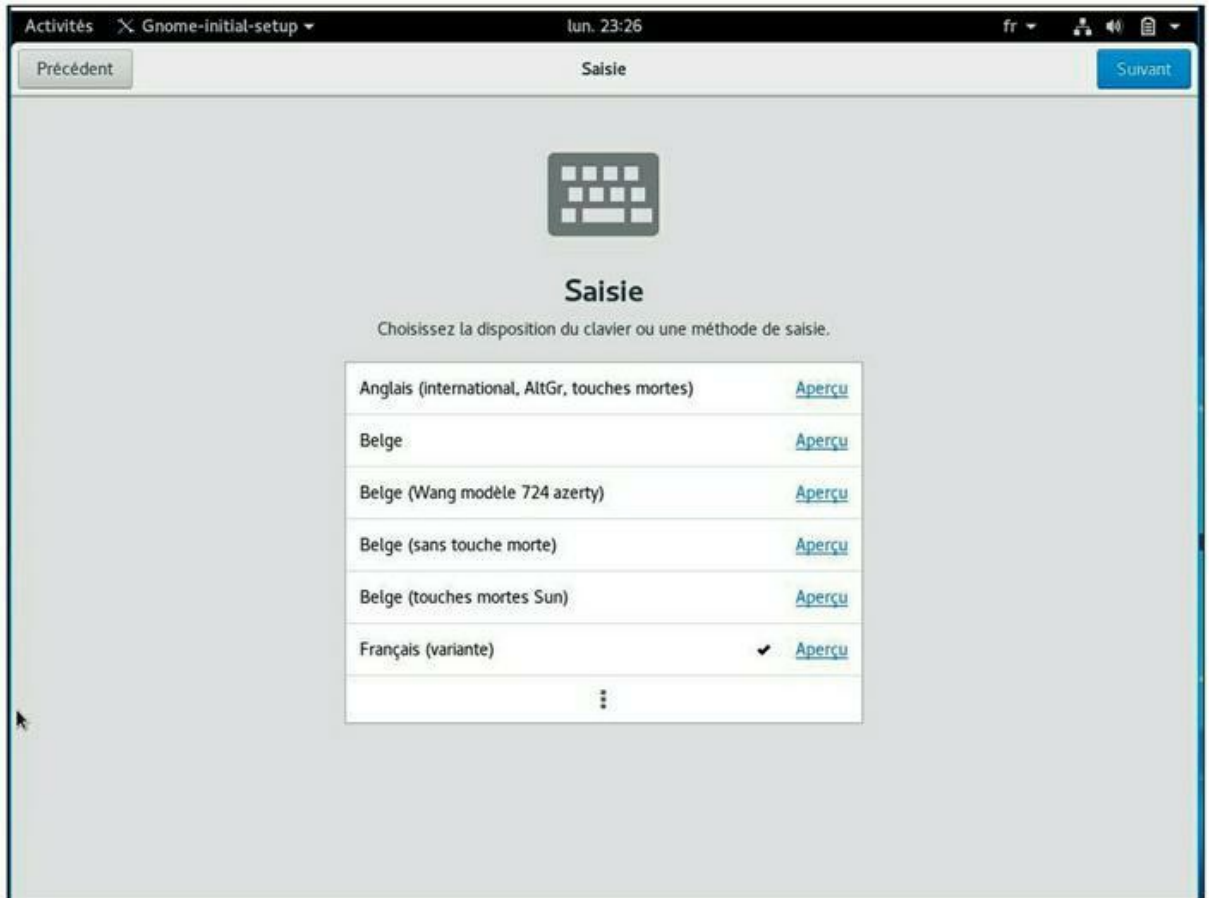 Activités Gnome-initial-setup lun. 23:26 fr
Précédent Saisie Suivant
Saisie
Choisissez la disposition du clavier ou une méthode de saisie.
Anglais (international, AltGr, touches mortes) Aperçu
Belge Aperçu
Belge (Wang modèle 724 azerty) Aperçu
Belge (sans touche morte) Aperçu
Belge (touches mortes Sun) Aperçu
Français (variante) Aperçu